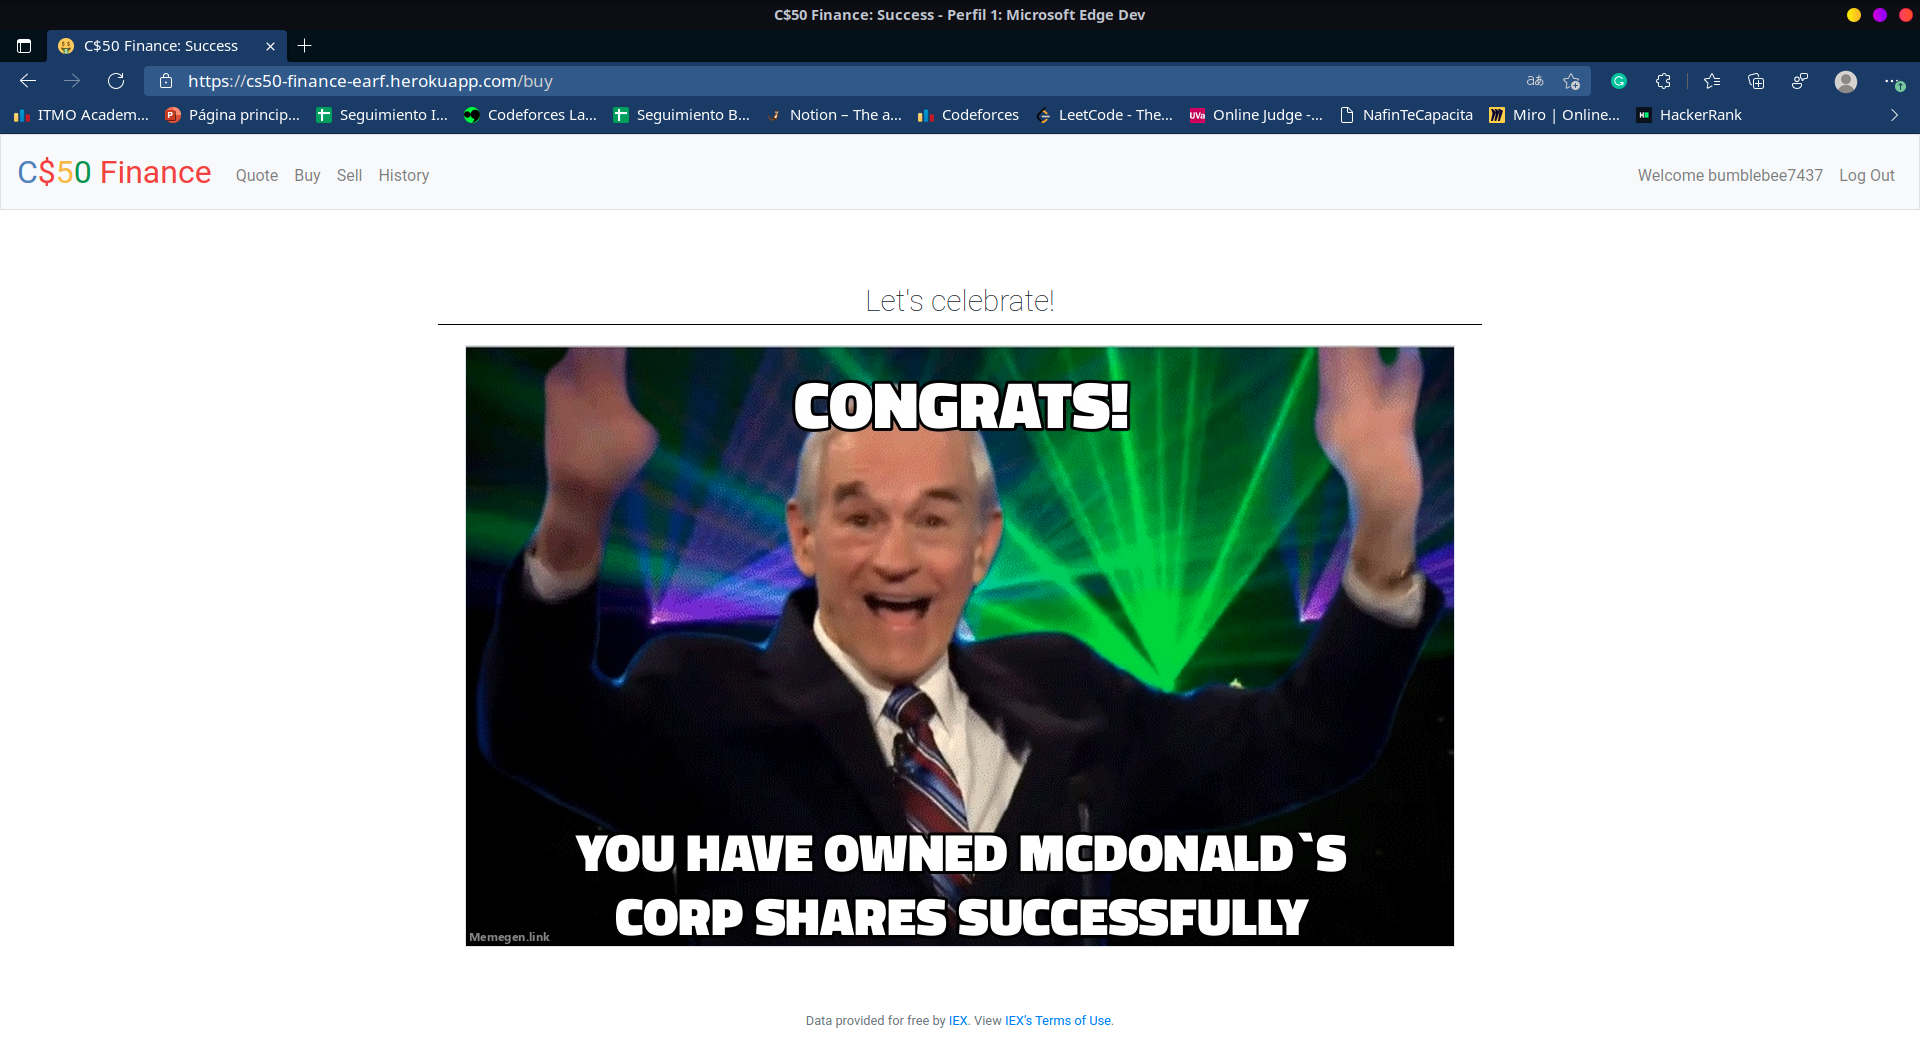 C$50 Finance: Success - Perfil 1: Microsoft Edge Dev
C$50 Finance: Success
https://cs50-finance-earf.herokuapp.com/buy
aあ
ITMO Academ... Página princip... Seguimiento I... Codeforces La... Seguimiento B... Notion – The a... Codeforces LeetCode - The... UVa Online Judge -... NafinTeCapacita Miro | Online... HackerRank
C$50 Finance Quote Buy Sell History Welcome bumblebee7437 Log Out
Let's celebrate!
CONGRATS!
YOU HAVE OWNED MCDONALD`S
CORP SHARES SUCCESSFULLY
Memegen.link
Data provided for free by IEX. View IEX's Terms of Use.